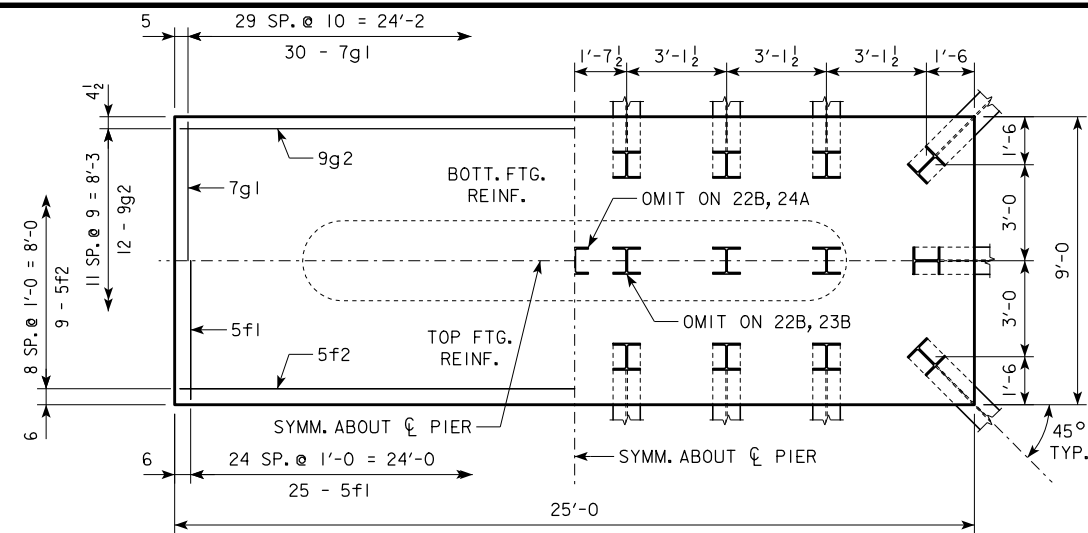 5
29 SP. @ 10 = 24'-2
30 - 7g1
1'-7½
3'-1½
3'-1½
3'-1½
1'-6
4½
9g2
7g1
BOTT. FTG.
REINF.
OMIT ON 22B, 24A
11 SP. @ 9 = 8'-3
12 - 9g2
8 SP. @ 1'-0 = 8'-0
9 - 5f2
1'-6
3'-0
3'-0
1'-6
9'-0
OMIT ON 22B, 23B
5f1
5f2
TOP FTG.
REINF.
6
SYMM. ABOUT ℄ PIER
SYMM. ABOUT ℄ PIER
45°
TYP.
6
24 SP. @ 1'-0 = 24'-0
25 - 5f1
25'-0